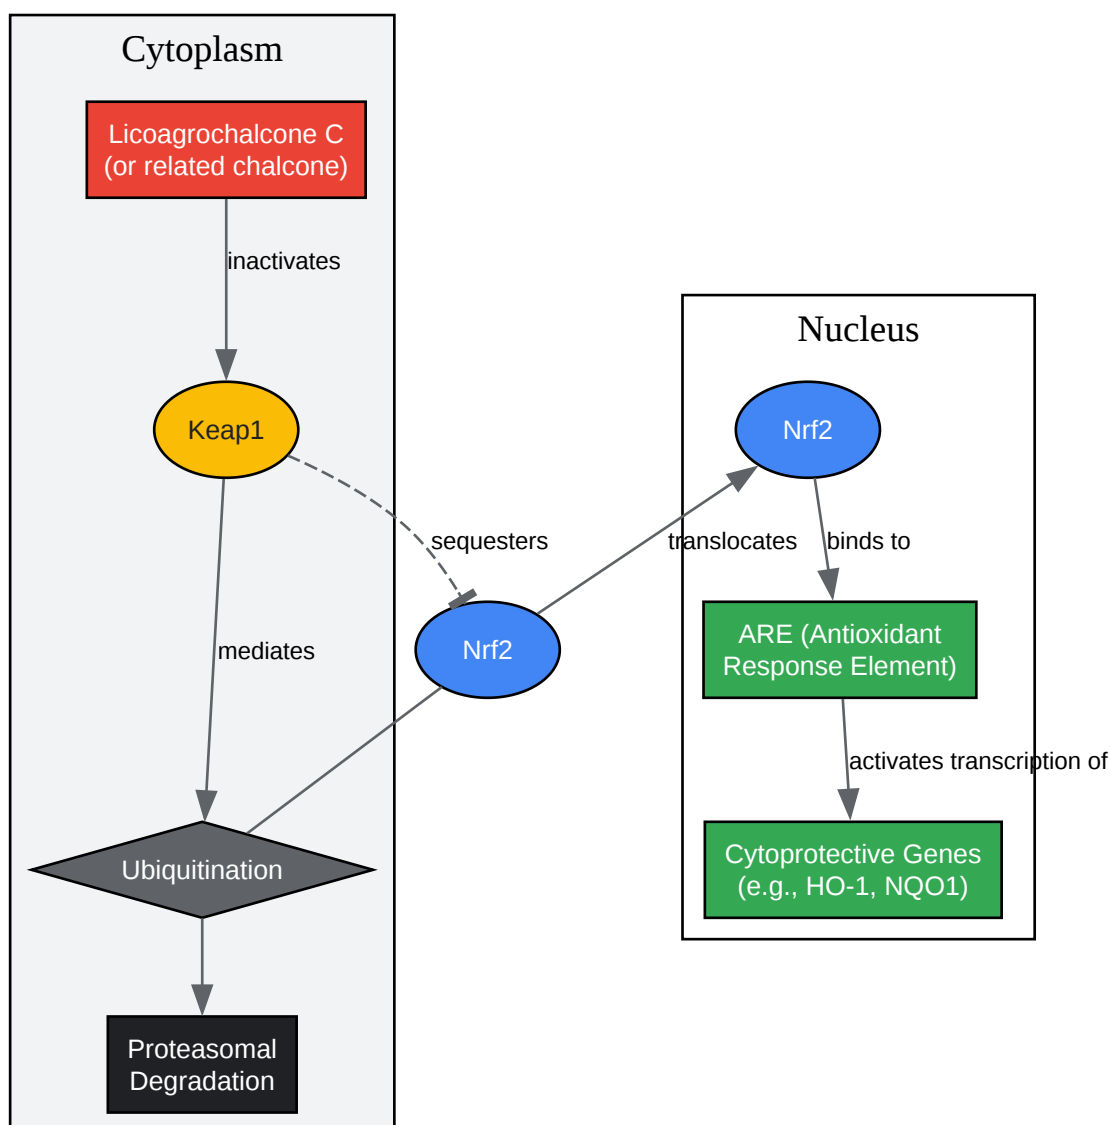 Cytoplasm
Licoagrochalcone C
(or related chalcone)
inactivates
Keap1
sequesters
mediates
Nrf2
Ubiquitination
Proteasomal
Degradation
translocates
Nucleus
Nrf2
binds to
ARE (Antioxidant
Response Element)
activates transcription of
Cytoprotective Genes
(e.g., HO-1, NQO1)